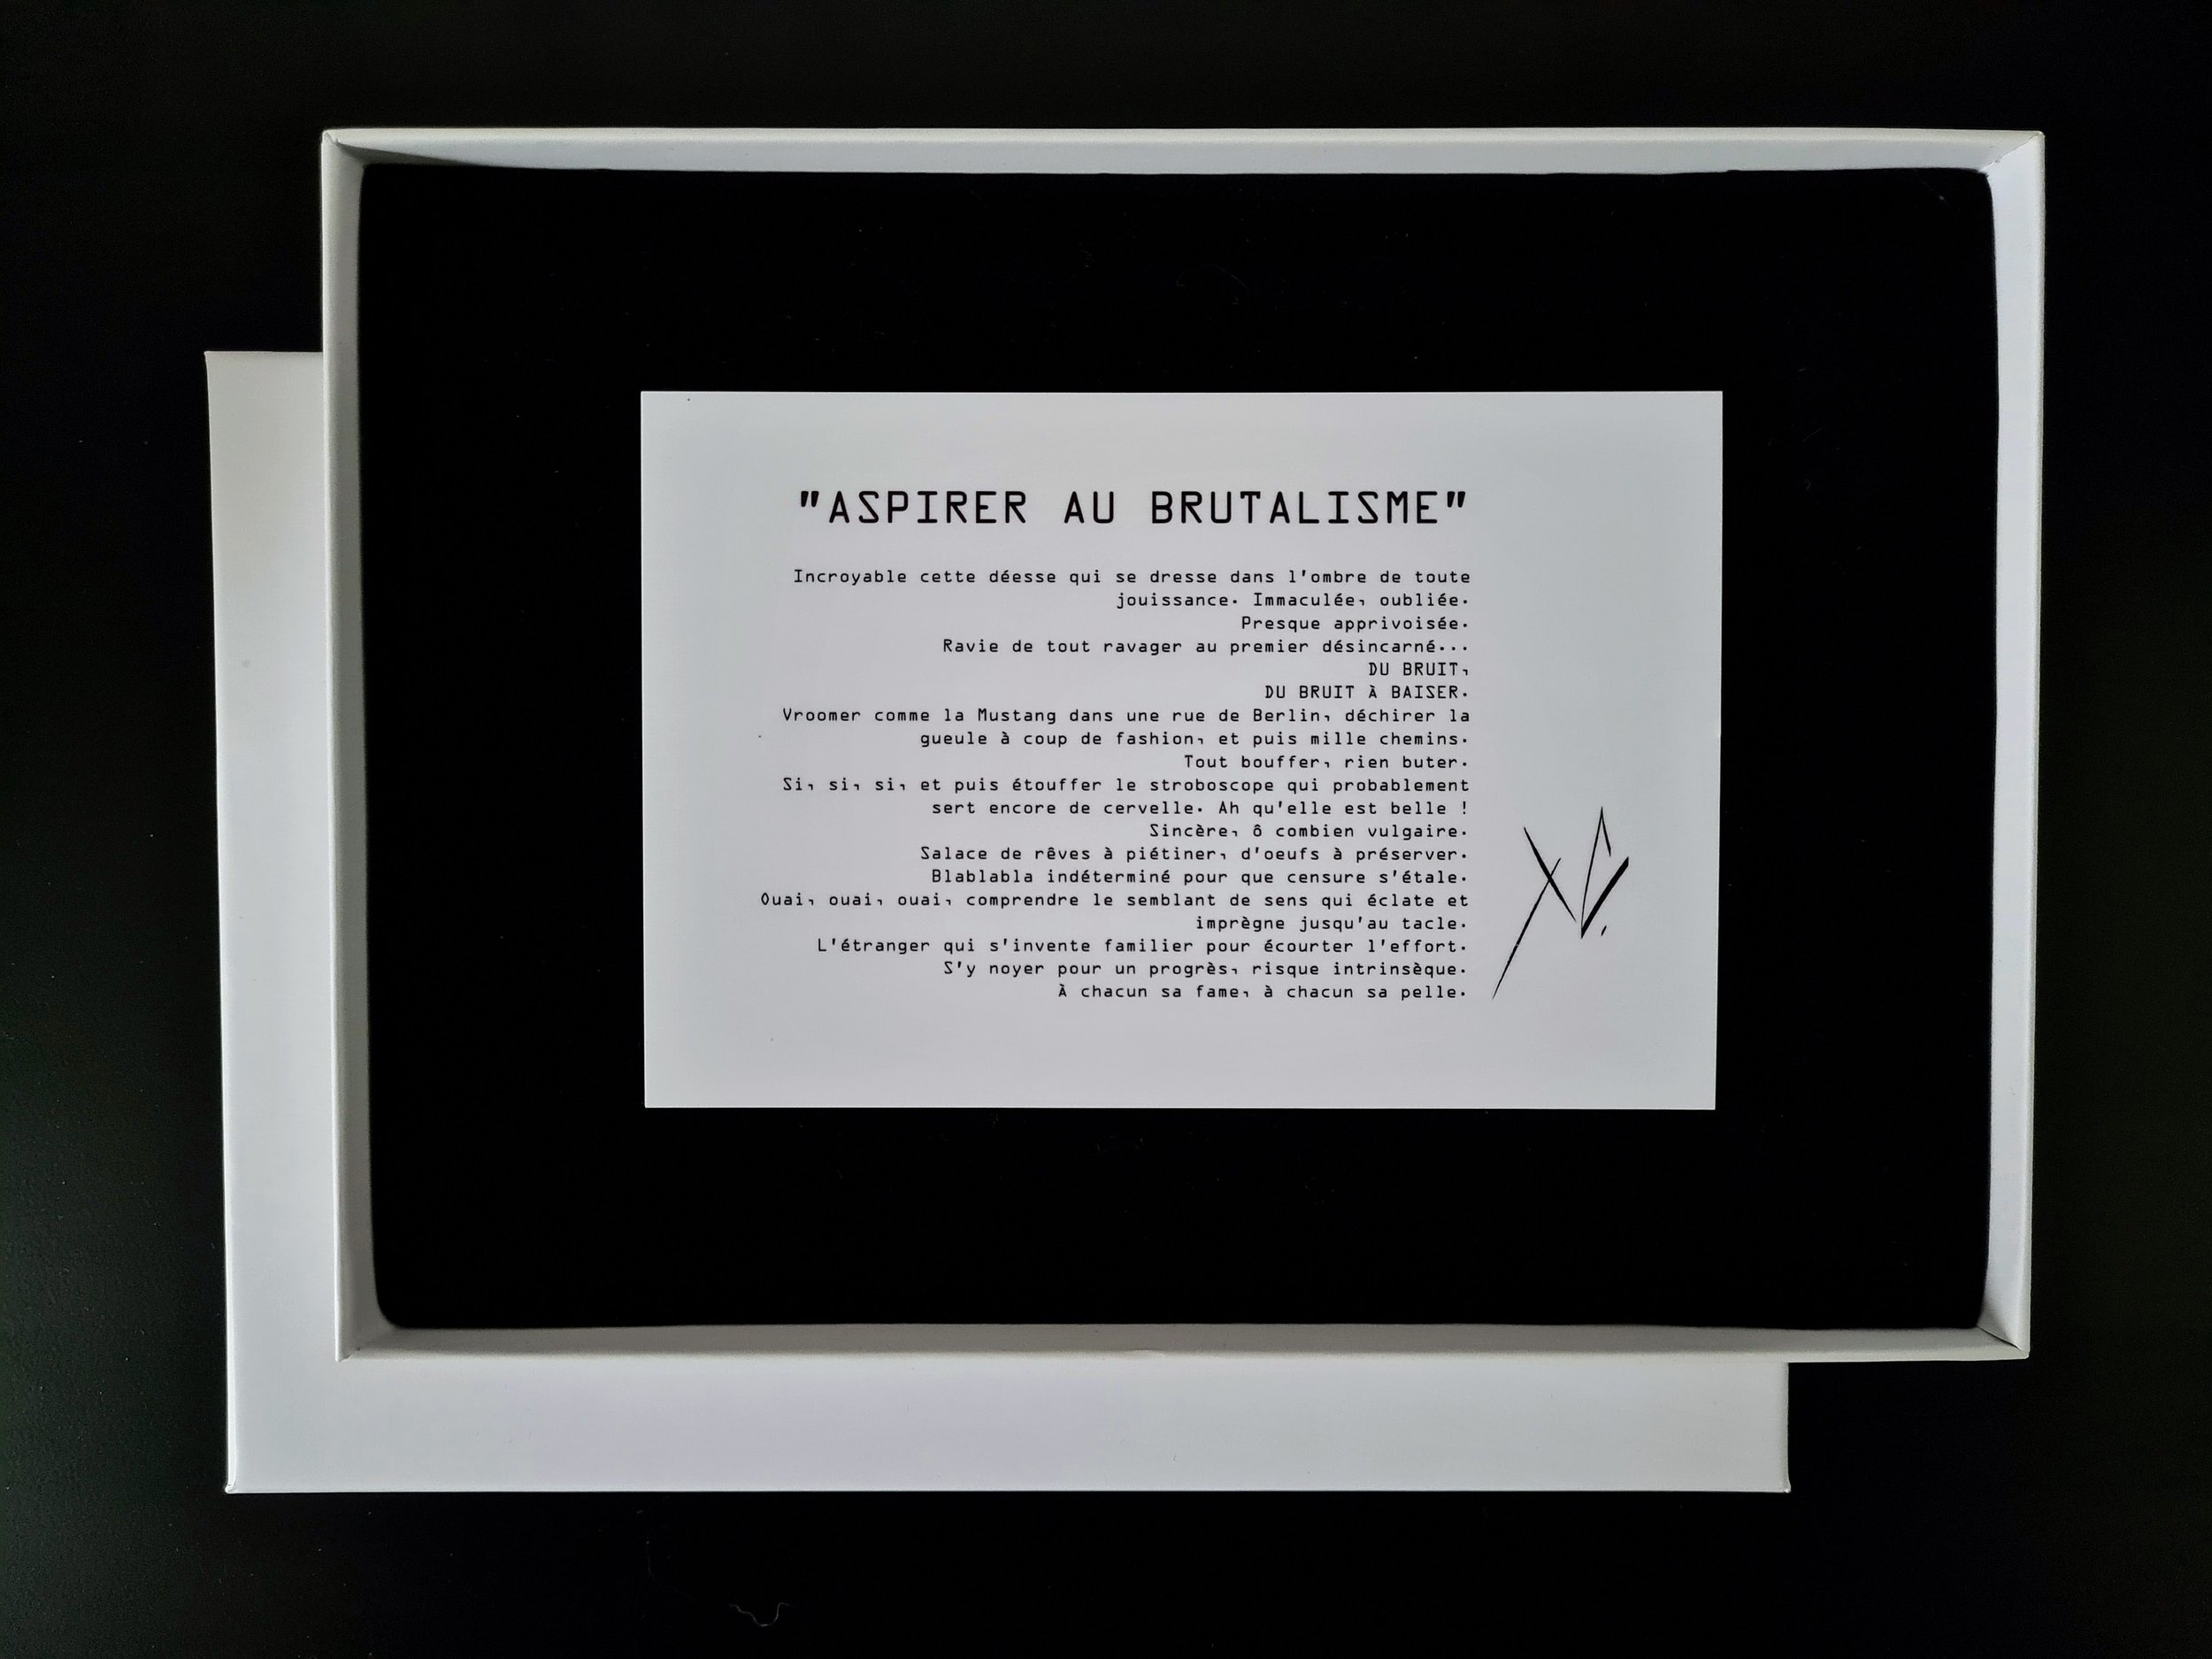 "ASPIRER AU BRUTALISME"
Incroyable cette déesse qui se dresse dans l'ombre de toute
jouissance. Immaculée, oubliée.
Presque apprivoisée.
Ravie de tout ravager au premier désincarné...
DU BRUIT,
DU BRUIT À BAISER.
Vroomer comme la Mustang dans une rue de Berlin, déchirer la
gueule à coup de fashion, et puis mille chemins.
Tout bouffer, rien buter.
Si, si, si, et puis étouffer le stroboscope qui probablement
sert encore de cervelle. Ah qu'elle est belle !
Sincère, ô combien vulgaire.
Salace de rêves à piétiner, d'oeufs à préserver.
Blablabla indéterminé pour que censure s'étale.
Ouai, ouai, ouai, comprendre le semblant de sens qui éclate et
imprègne jusqu'au tacle.
L'étranger qui s'invente familier pour écourter l'effort.
S'y noyer pour un progrès, risque intrinsèque.
À chacun sa fame, à chacun sa pelle.